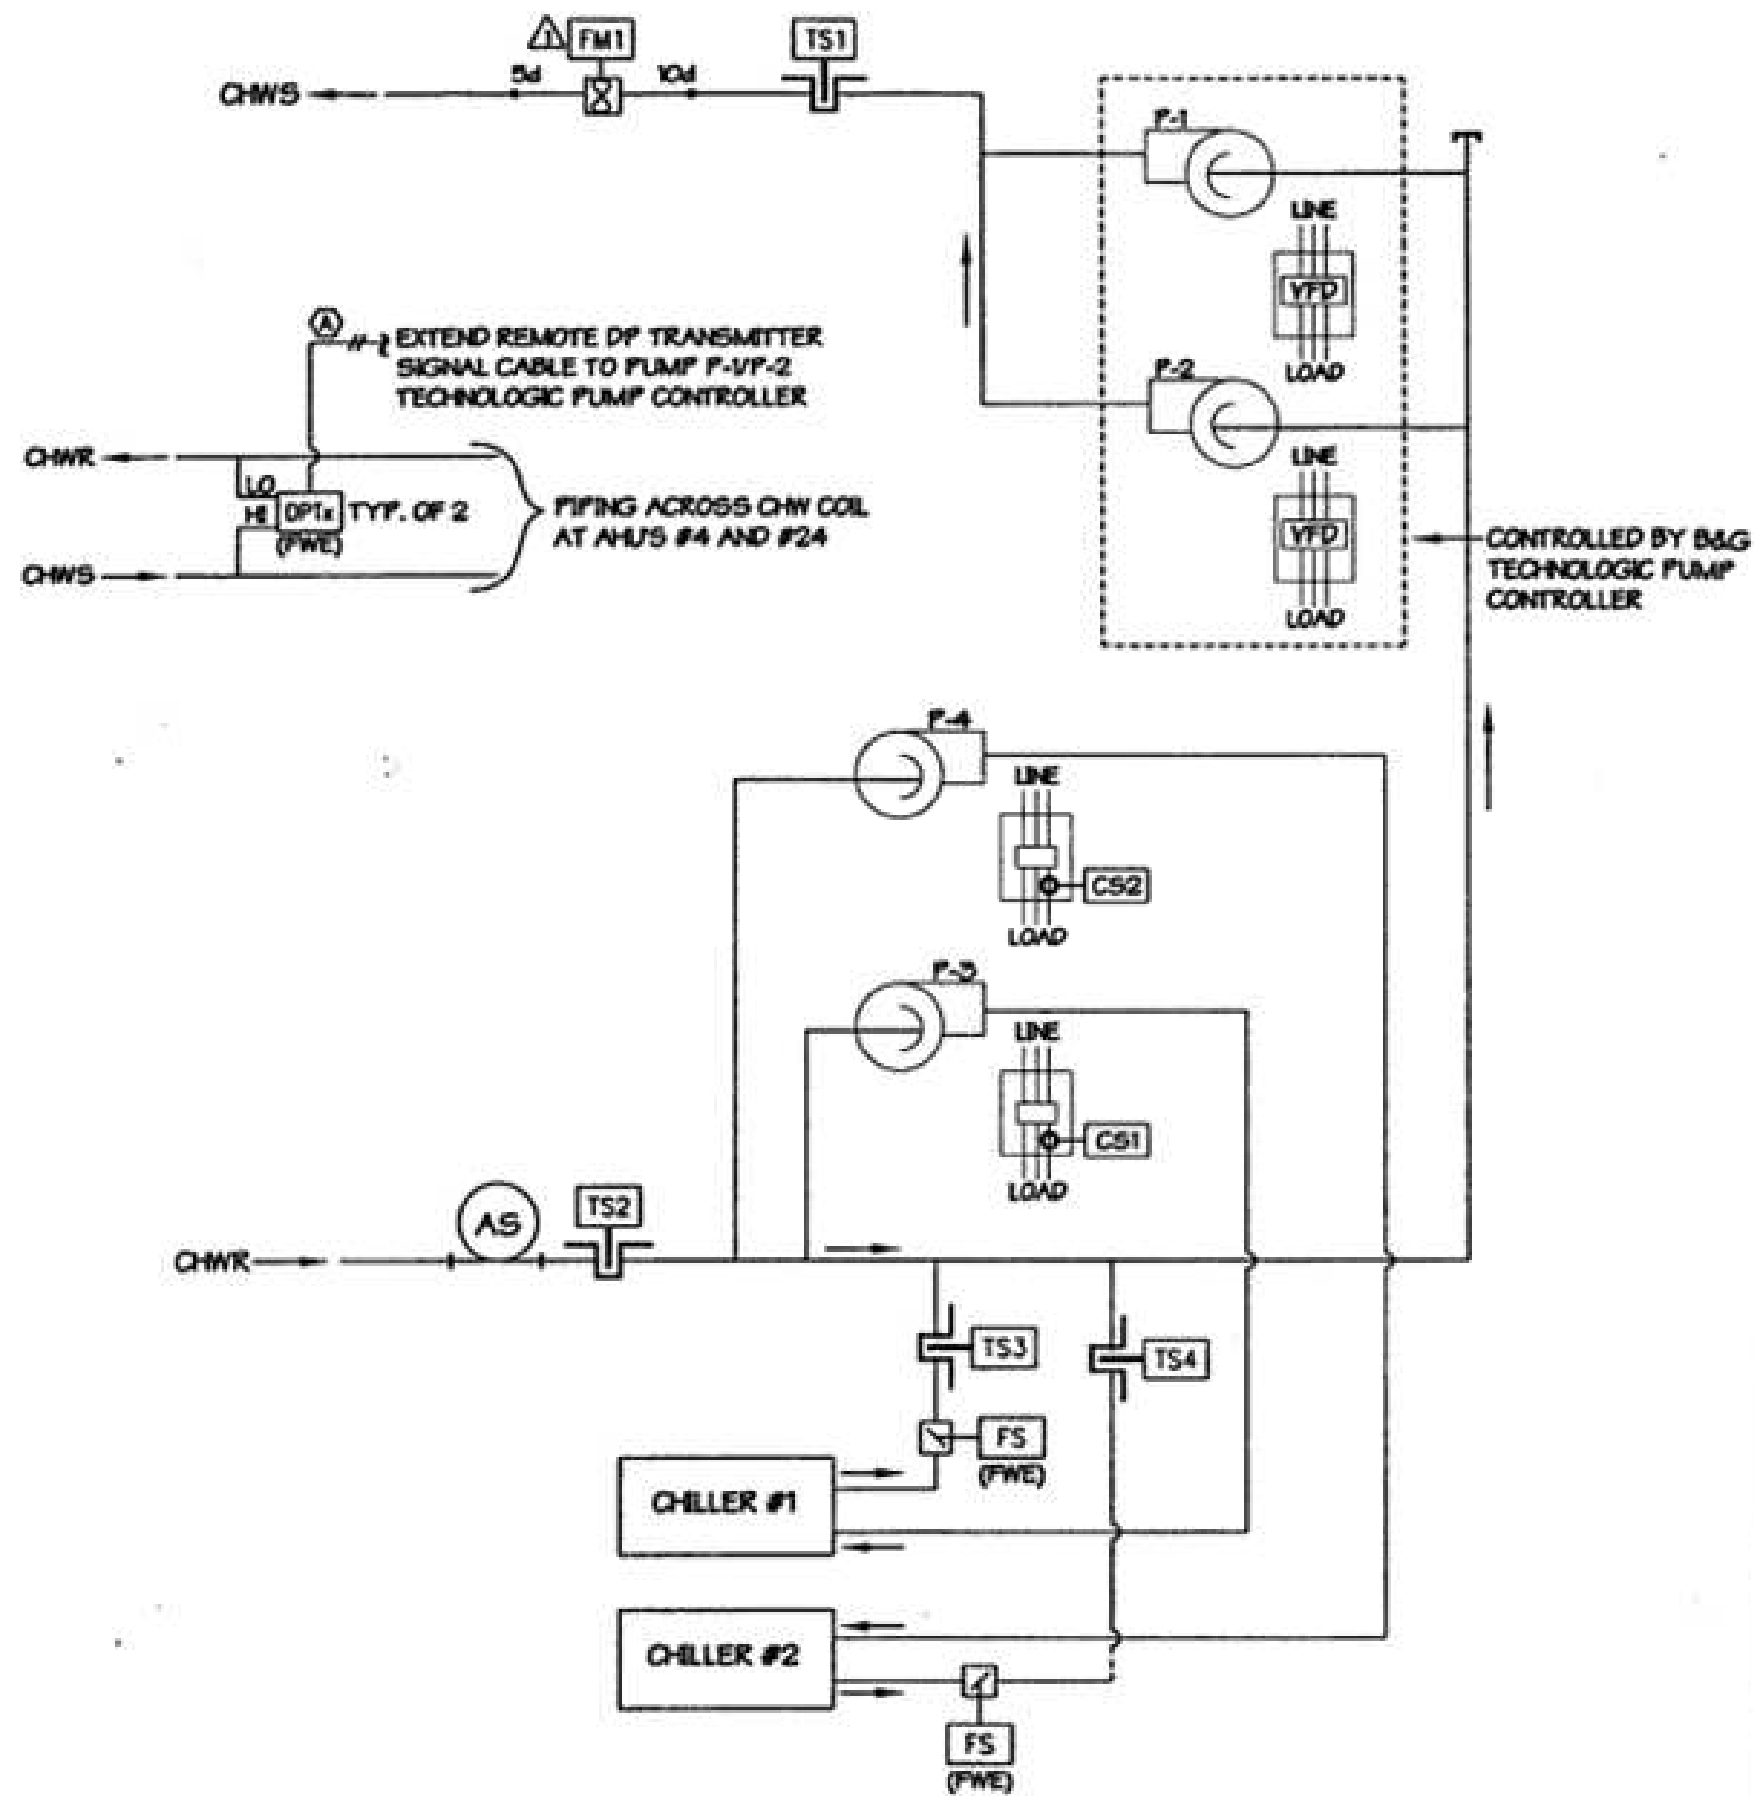 1 FM1
TS1
5d
10d
CHWS
P-1
LINE
VFD
LOAD
A
EXTEND REMOTE DP TRANSMITTER
SIGNAL CABLE TO PUMP P-1/P-2
TECHNOLOGIC PUMP CONTROLLER
P-2
CHWR
LO
HI
DPTx
TYP. OF 2
(FWE)
CHWS
PIPING ACROSS CHW COIL
AT AHU'S #4 AND #24
LINE
VFD
LOAD
CONTROLLED BY B&G
TECHNOLOGIC PUMP
CONTROLLER
P-4
LINE
CS2
LOAD
P-3
LINE
CS1
LOAD
AS
TS2
CHWR
TS3
TS4
FS
(FWE)
CHILLER #1
CHILLER #2
FS
(FWE)